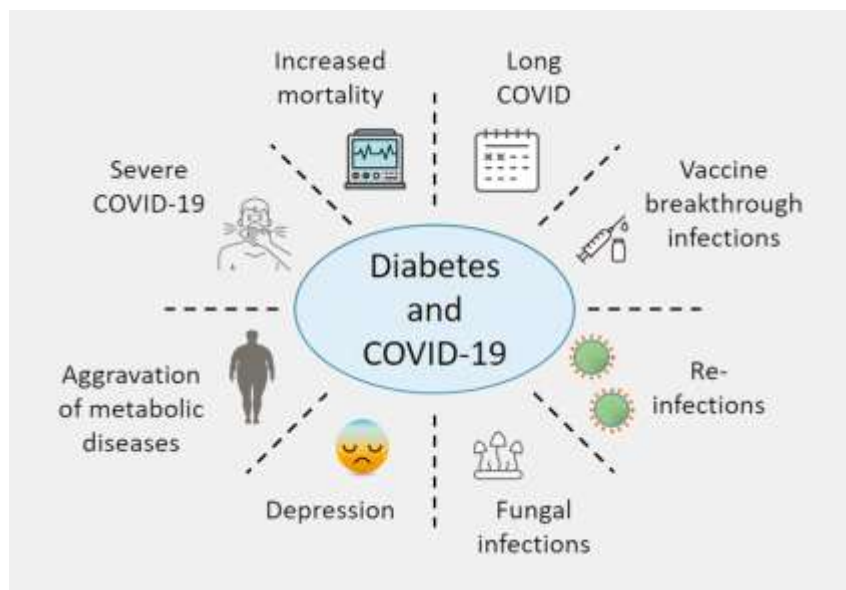 Increased
mortality
Long
COVID
Severe
COVID-19
Vaccine
breakthrough
infections
Diabetes
and
COVID-19
Aggravation
of metabolic
diseases
Re-
infections
Depression
Fungal
infections